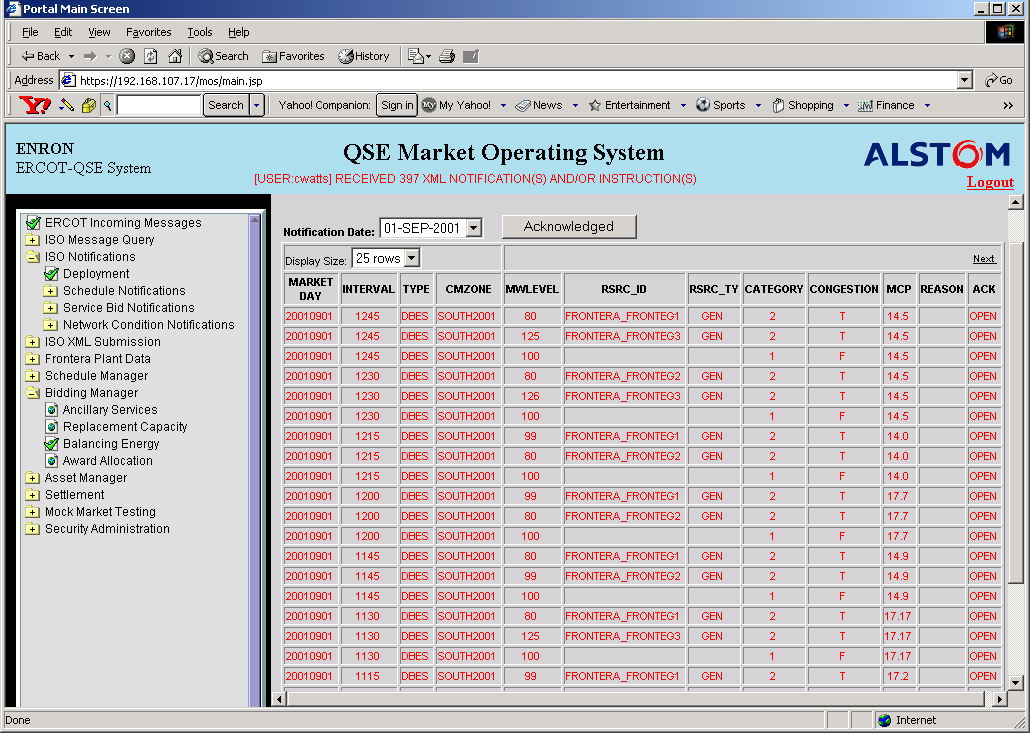 Portal Main Screen
File Edit View Favorites Tools Help
Back Search Favorites History
Address https://192.168.107.17/mos/main.jsp Go
Y! Search Yahoo! Companion: Sign in My Yahoo! News Entertainment Sports Shopping Finance »
ENRON
ERCOT-QSE System
QSE Market Operating System
[USER:cwatts] RECEIVED 397 XML NOTIFICATION(S) AND/OR INSTRUCTION(S)
ALSTOM
Logout
ERCOT Incoming Messages
ISO Message Query
ISO Notifications
Deployment
Schedule Notifications
Service Bid Notifications
Network Condition Notifications
ISO XML Submission
Frontera Plant Data
Schedule Manager
Bidding Manager
Ancillary Services
Replacement Capacity
Balancing Energy
Award Allocation
Asset Manager
Settlement
Mock Market Testing
Security Administration
Notification Date: 01-SEP-2001 Acknowledged
Display Size: 25 rows Next
MARKET DAY INTERVAL TYPE CMZONE MWLEVEL RSRC_ID RSRC_TY CATEGORY CONGESTION MCP REASON ACK
20010901 1245 DBES SOUTH2001 80 FRONTERA_FRONTEG1 GEN 2 T 14.5 OPEN
20010901 1245 DBES SOUTH2001 125 FRONTERA_FRONTEG3 GEN 2 T 14.5 OPEN
20010901 1245 DBES SOUTH2001 100 1 F 14.5 OPEN
20010901 1230 DBES SOUTH2001 80 FRONTERA_FRONTEG2 GEN 2 T 14.5 OPEN
20010901 1230 DBES SOUTH2001 126 FRONTERA_FRONTEG3 GEN 2 T 14.5 OPEN
20010901 1230 DBES SOUTH2001 100 1 F 14.5 OPEN
20010901 1215 DBES SOUTH2001 99 FRONTERA_FRONTEG1 GEN 2 T 14.0 OPEN
20010901 1215 DBES SOUTH2001 80 FRONTERA_FRONTEG2 GEN 2 T 14.0 OPEN
20010901 1215 DBES SOUTH2001 100 1 F 14.0 OPEN
20010901 1200 DBES SOUTH2001 99 FRONTERA_FRONTEG1 GEN 2 T 17.7 OPEN
20010901 1200 DBES SOUTH2001 80 FRONTERA_FRONTEG2 GEN 2 T 17.7 OPEN
20010901 1200 DBES SOUTH2001 100 1 F 17.7 OPEN
20010901 1145 DBES SOUTH2001 80 FRONTERA_FRONTEG1 GEN 2 T 14.9 OPEN
20010901 1145 DBES SOUTH2001 99 FRONTERA_FRONTEG2 GEN 2 T 14.9 OPEN
20010901 1145 DBES SOUTH2001 100 1 F 14.9 OPEN
20010901 1130 DBES SOUTH2001 80 FRONTERA_FRONTEG1 GEN 2 T 17.17 OPEN
20010901 1130 DBES SOUTH2001 125 FRONTERA_FRONTEG3 GEN 2 T 17.17 OPEN
20010901 1130 DBES SOUTH2001 100 1 F 17.17 OPEN
20010901 1115 DBES SOUTH2001 99 FRONTERA_FRONTEG1 GEN 2 T 17.2 OPEN
Done Internet